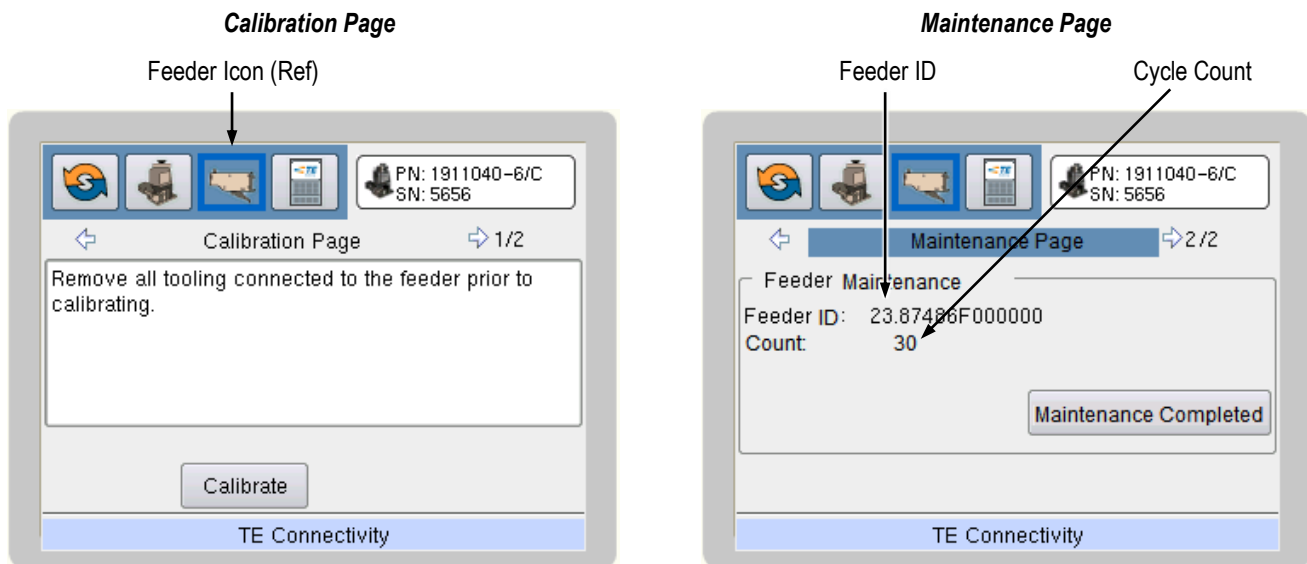 Calibration Page
Feeder Icon (Ref)
S
TE
PN: 1911040-6/C
SN: 5656
Calibration Page
1/2
Remove all tooling connected to the feeder prior to
calibrating.
Calibrate
TE Connectivity
Maintenance Page
Feeder ID
Cycle Count
S
TE
PN: 1911040-6/C
SN: 5656
Maintenance Page
2/2
Feeder Maintenance
Feeder ID: 23.87486F000000
Count: 30
Maintenance Completed
TE Connectivity